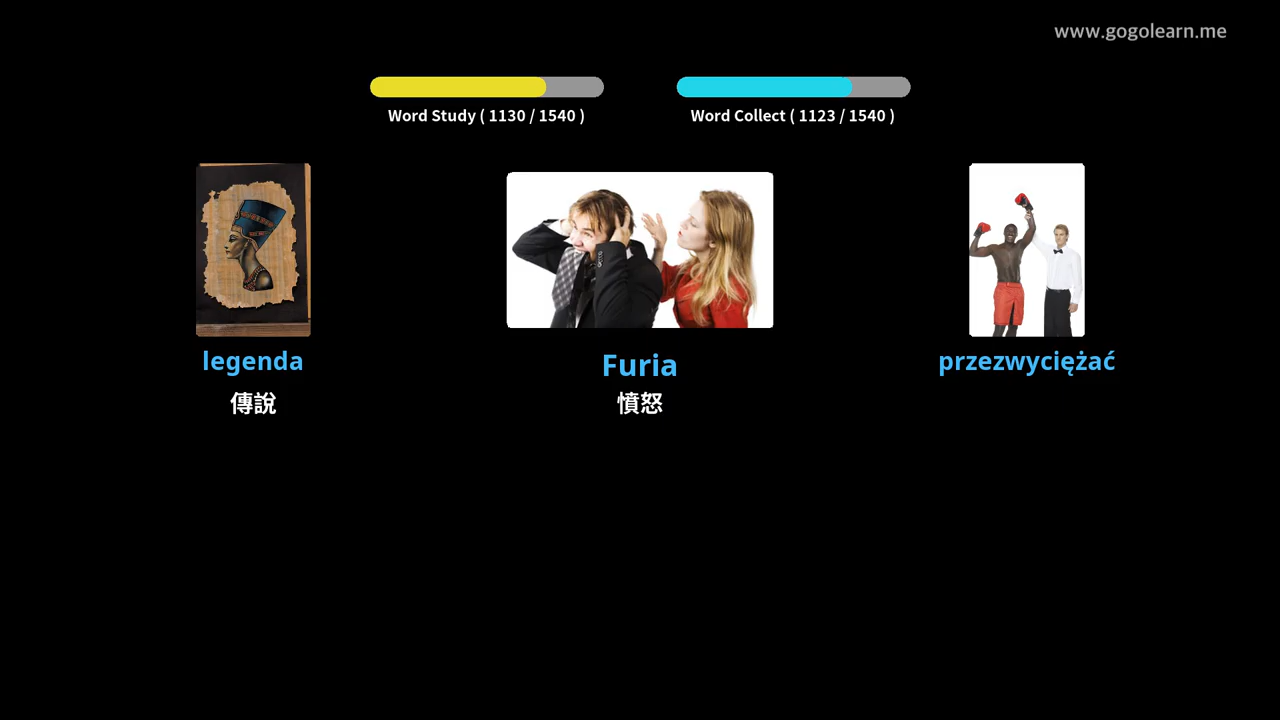 www.gogolearn.me
Word Study ( 1130 / 1540 )
Word Collect ( 1123 / 1540 )
legenda
傳說
Furia
憤怒
przezwyciężać